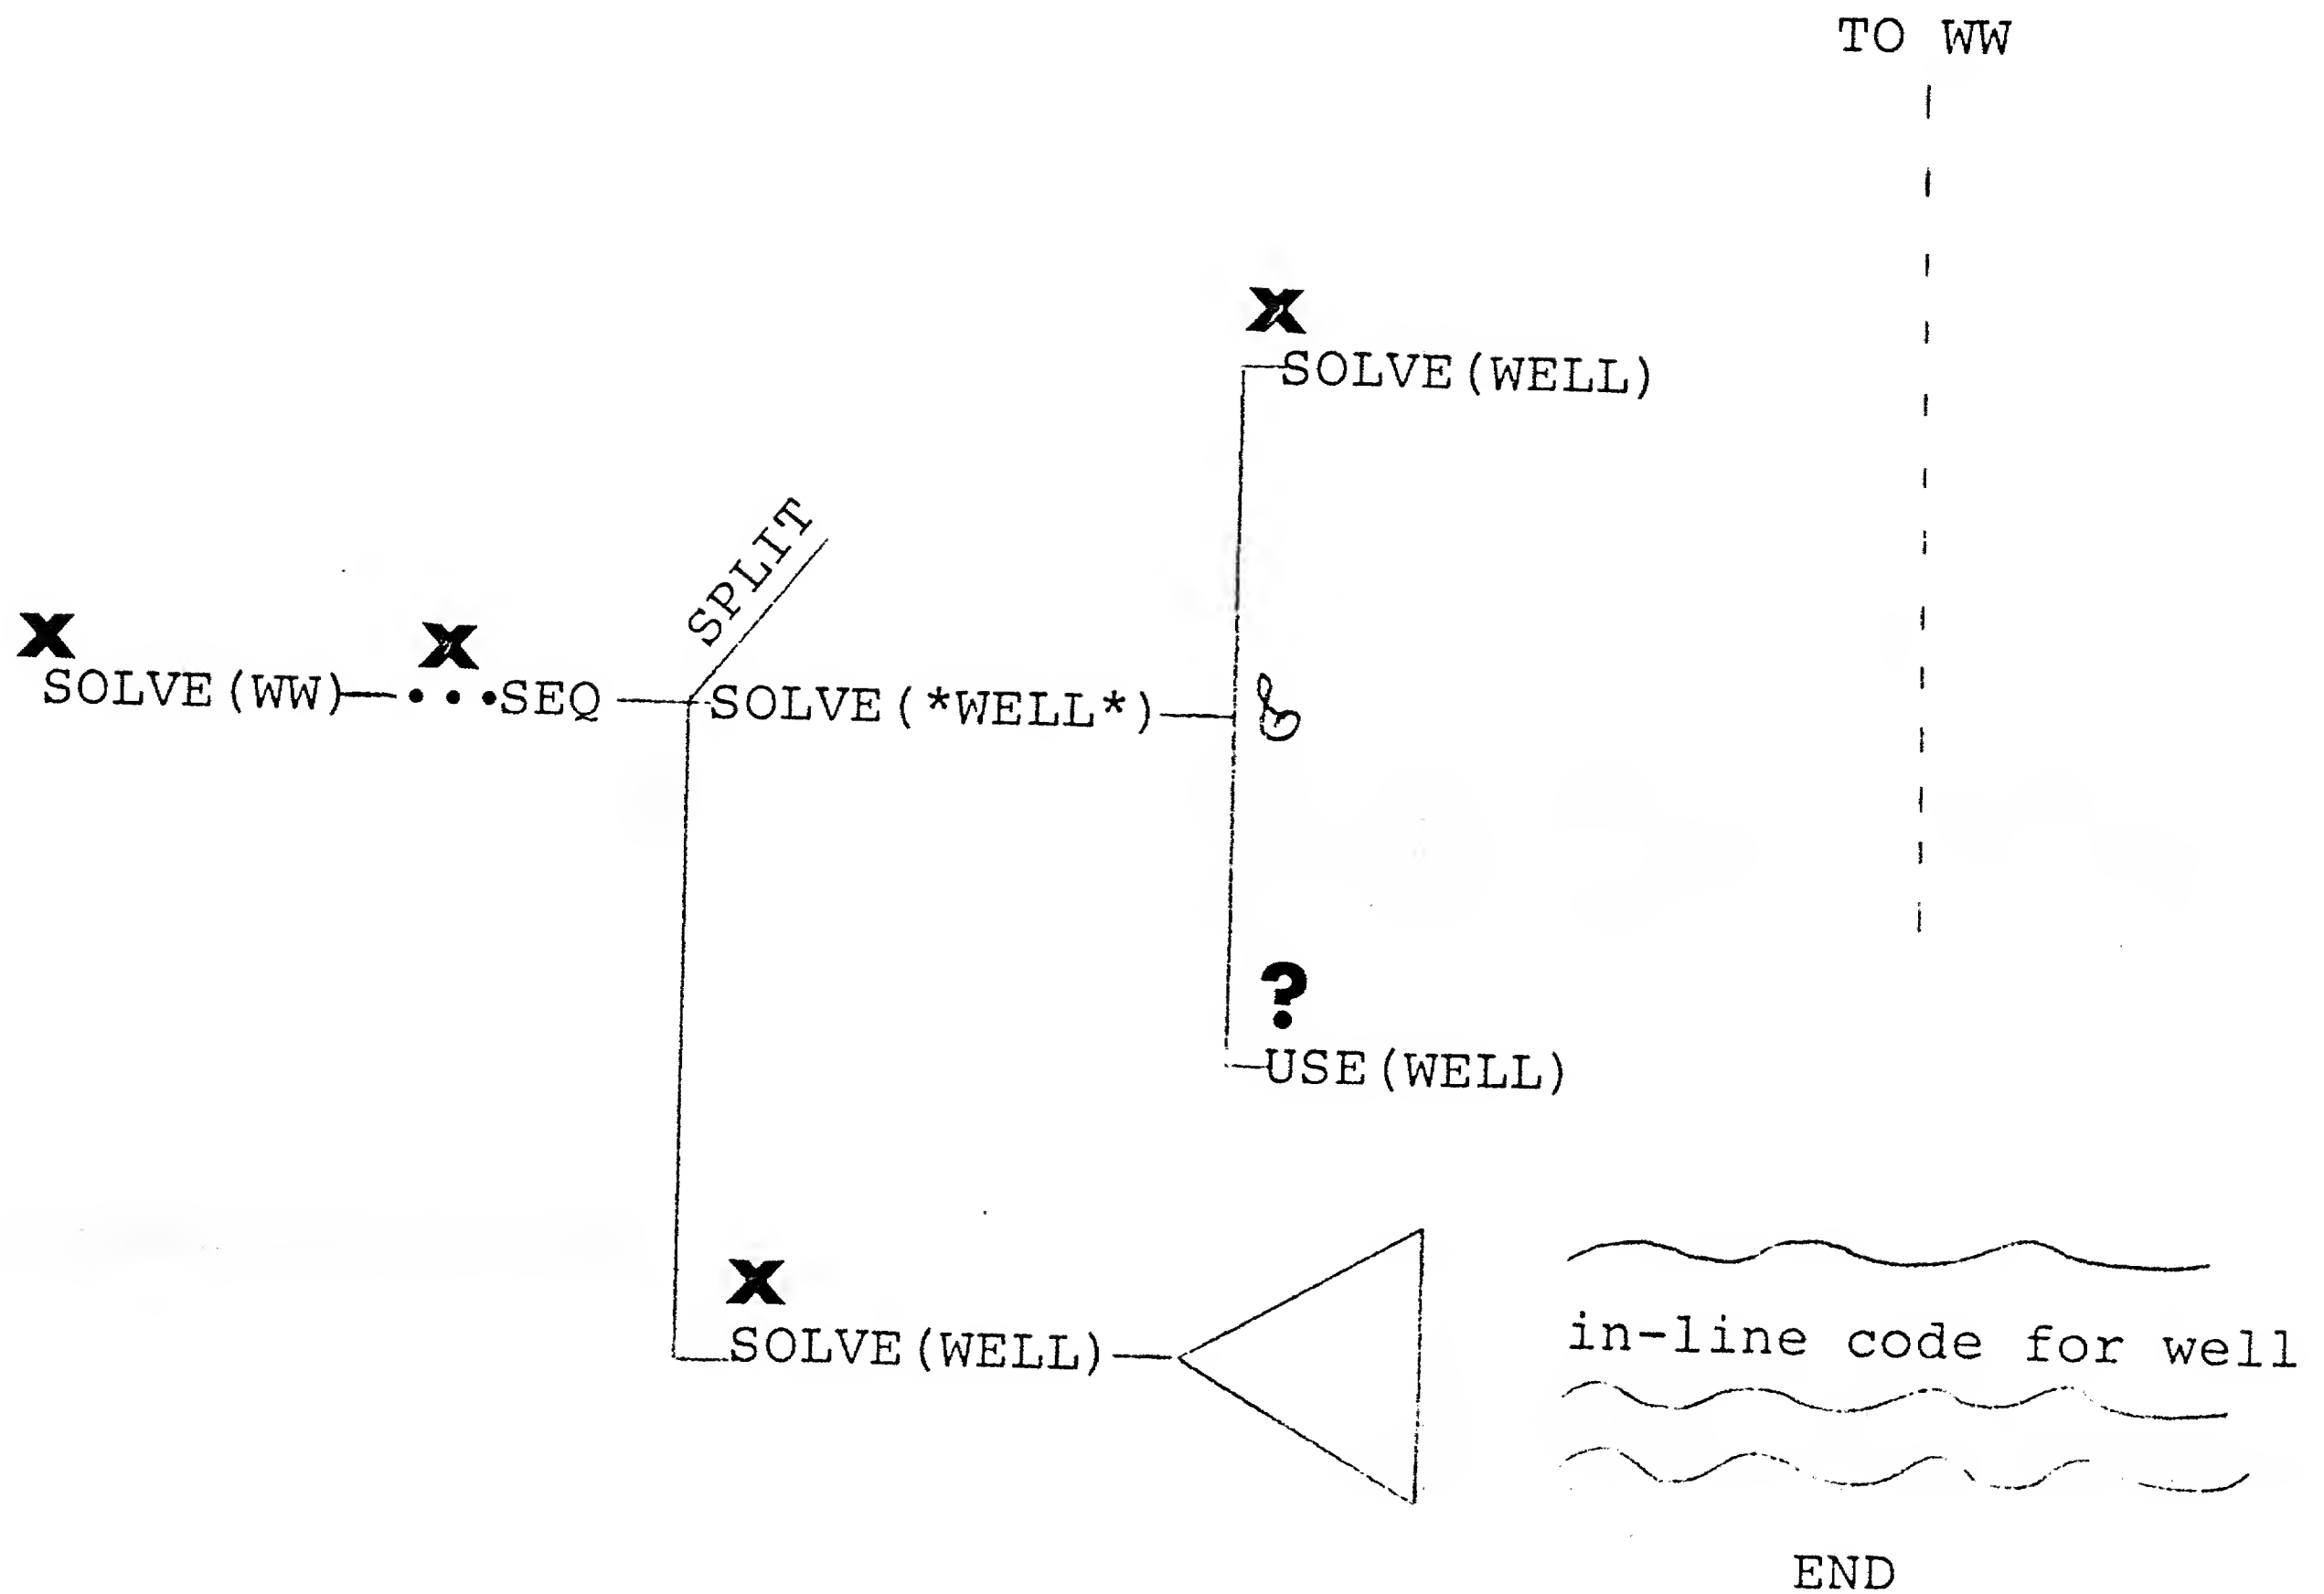 TO WW
X
SOLVE(WELL)
SPLIT
X X
SOLVE(WW) • • •SEQ SOLVE(*WELL*) &
?
USE(WELL)
X
SOLVE(WELL)
in-line code for well
END